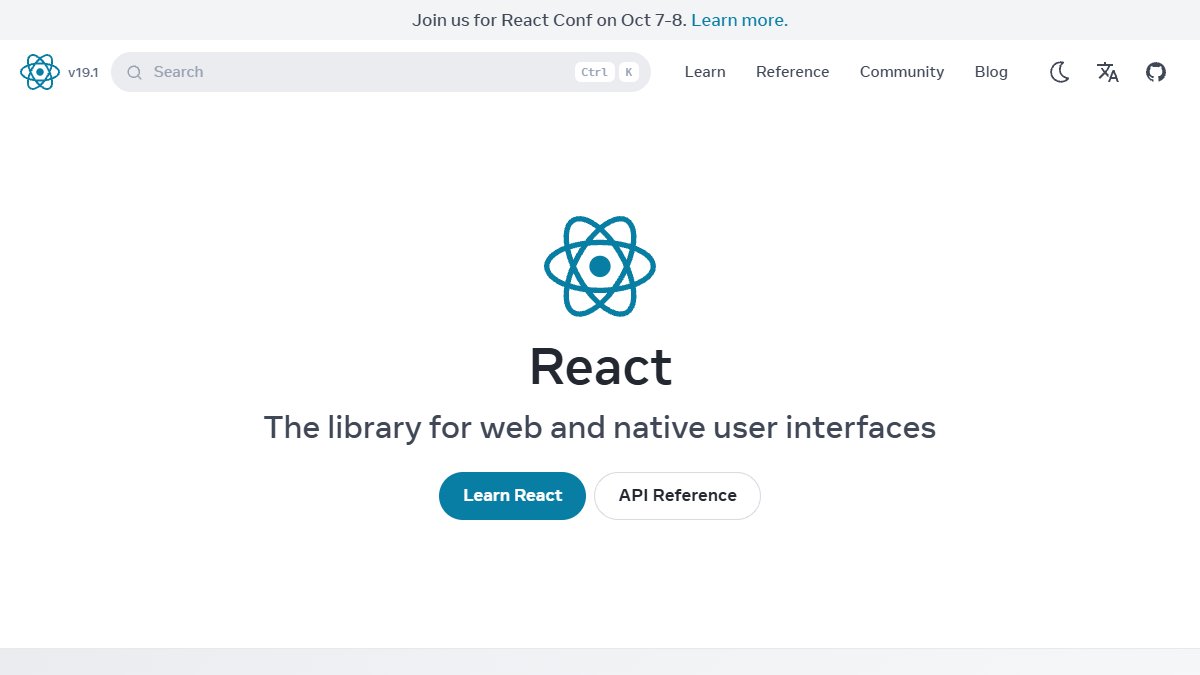 Join us for React Conf on Oct 7-8. Learn more.
v19.1 Search Ctrl K Learn Reference Community Blog
React
The library for web and native user interfaces
Learn React API Reference